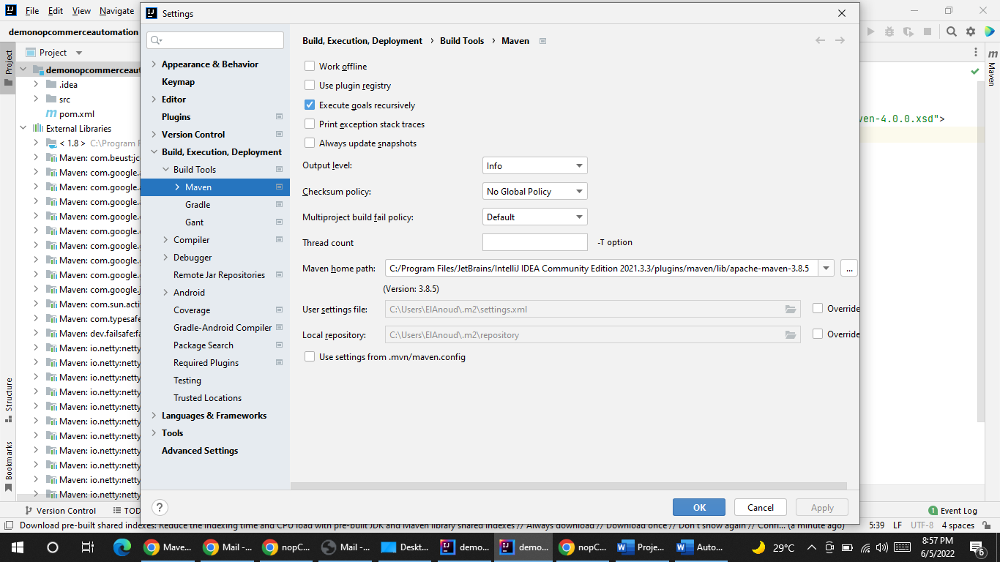 File Edit View Navigate
Settings
demonopcommerceautomation
Project
demonopcommerceaut
.idea
src
pom.xml
External Libraries
< 1.8 > C:\Program F
Maven: com.beust:jc
Maven: com.google.a
Maven: com.google.a
Maven: com.google.a
Maven: com.google.c
Maven: com.google.c
Maven: com.google.c
Maven: com.google.c
Maven: com.google.c
Maven: com.google.j
Maven: com.sun.acti
Maven: com.typesafe
Maven: dev.failsafe:fa
Maven: io.netty:netty
Maven: io.netty:netty
Maven: io.netty:netty
Maven: io.netty:netty
Maven: io.netty:netty
Maven: io.netty:netty
Maven: io.netty:netty
Maven: io.netty:netty
Maven: io.netty:netty
Maven: io.netty:netty
Maven: io.netty:netty
Project
Structure
Bookmarks
Appearance & Behavior
Keymap
Editor
Plugins
Version Control
Build, Execution, Deployment
Build Tools
Maven
Gradle
Gant
Compiler
Debugger
Remote Jar Repositories
Android
Coverage
Gradle-Android Compiler
Package Search
Required Plugins
Testing
Trusted Locations
Languages & Frameworks
Tools
Advanced Settings
Build, Execution, Deployment › Build Tools › Maven
Work offline
Use plugin registry
Execute goals recursively
Print exception stack traces
Always update snapshots
Output level: Info
Checksum policy: No Global Policy
Multiproject build fail policy: Default
Thread count -T option
Maven home path: C:/Program Files/JetBrains/IntelliJ IDEA Community Edition 2021.3.3/plugins/maven/lib/apache-maven-3.8.5 ...
(Version: 3.8.5)
User settings file: C:\Users\ElAnoud\.m2\settings.xml Override
Local repository: C:\Users\ElAnoud\.m2\repository Override
Use settings from .mvn/maven.config
? OK Cancel Apply
m
Maven
ven-4.0.0.xsd">
Version Control TOD
1 Event Log
Download pre-built shared indexes: Reduce the indexing time and CPU load with pre-built JDK and Maven library shared indexes // Always download // Download once // Don't show again // Confi... (a minute ago) 5:39 LF UTF-8 4 spaces
Mave... Mail -... nopC... Mail -... Deskt... demo... demo... nopC... Proje... Auto... 29°C
8:57 PM
6/5/2022
6